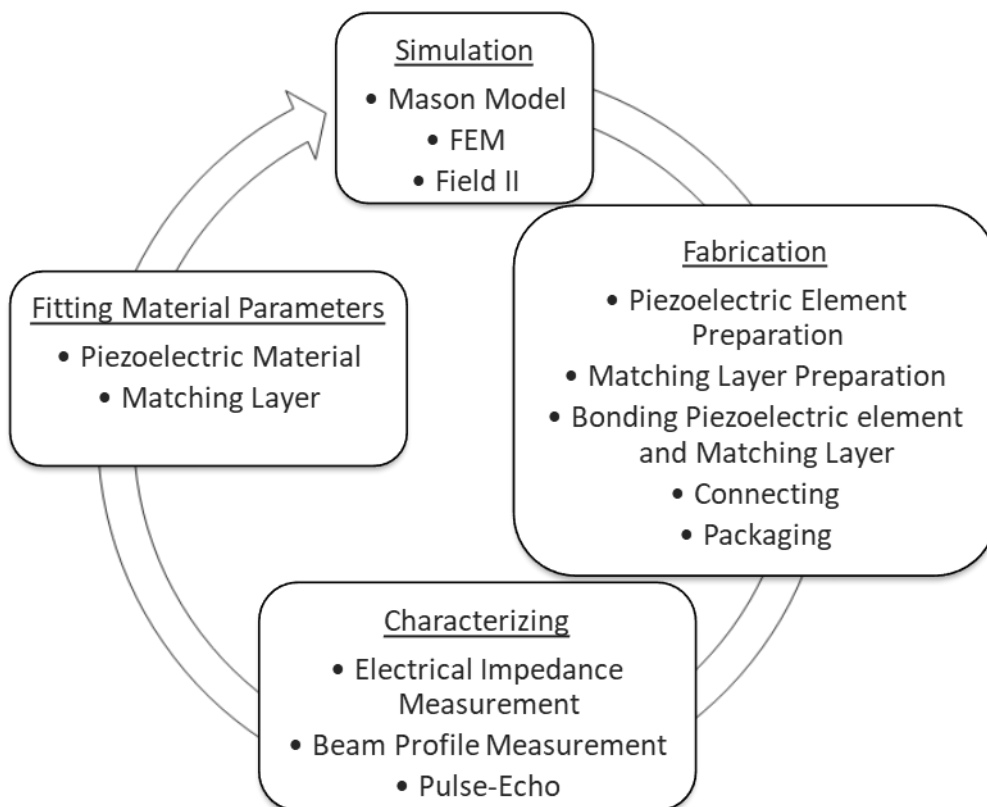 Simulation
• Mason Model
• FEM
• Field II
Fabrication
• Piezoelectric Element
Preparation
• Matching Layer Preparation
• Bonding Piezoelectric element
and Matching Layer
• Connecting
• Packaging
Characterizing
• Electrical Impedance
Measurement
• Beam Profile Measurement
• Pulse-Echo
Fitting Material Parameters
• Piezoelectric Material
• Matching Layer